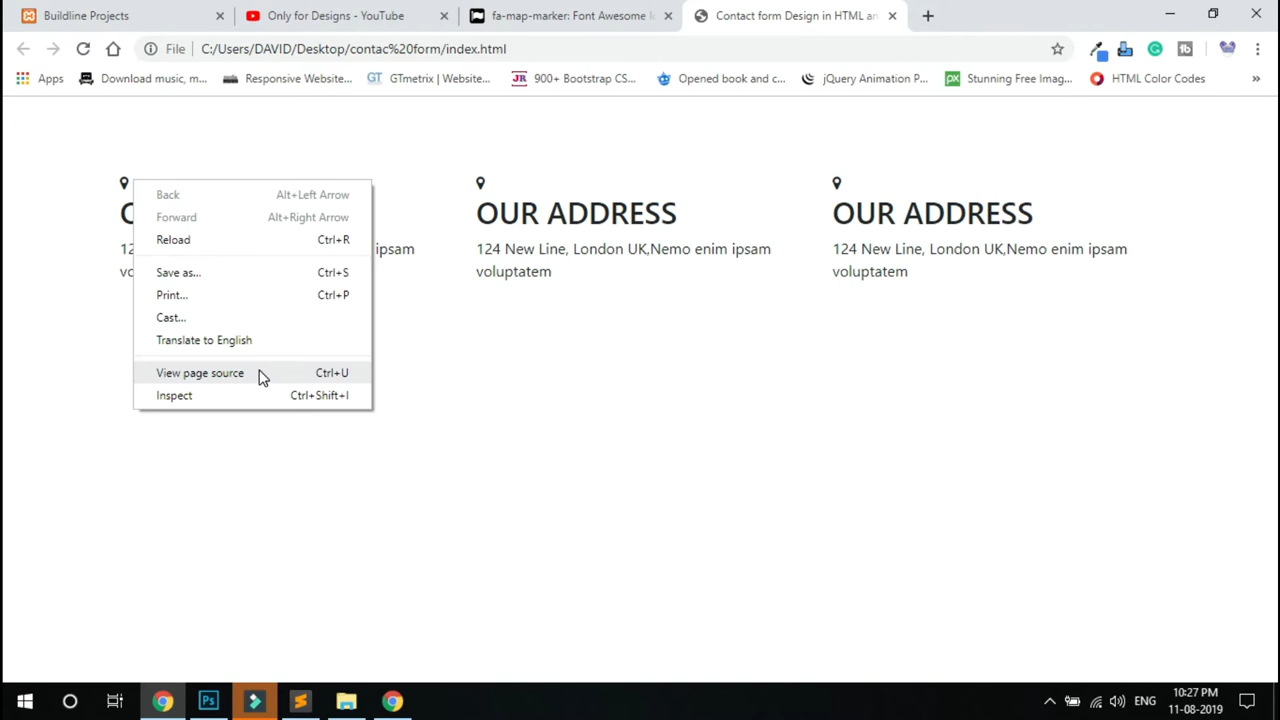 Buildline Projects
Only for Designs - YouTube
fa-map-marker: Font Awesome I
Contact form Design in HTML an
File
C:/Users/DAVID/Desktop/contac%20form/index.html
Apps
Download music, m...
Responsive Website...
GTmetrix | Website...
900+ Bootstrap CS...
Opened book and c...
jQuery Animation P...
Stunning Free Imag...
HTML Color Codes
»
Back Alt+Left Arrow
Forward Alt+Right Arrow
Reload Ctrl+R
Save as... Ctrl+S
Print... Ctrl+P
Cast...
Translate to English
View page source Ctrl+U
Inspect Ctrl+Shift+I
O
12
ipsam
vo
OUR ADDRESS
124 New Line, London UK,Nemo enim ipsam
voluptatem
OUR ADDRESS
124 New Line, London UK,Nemo enim ipsam
voluptatem
Ps
ENG
10:27 PM
11-08-2019